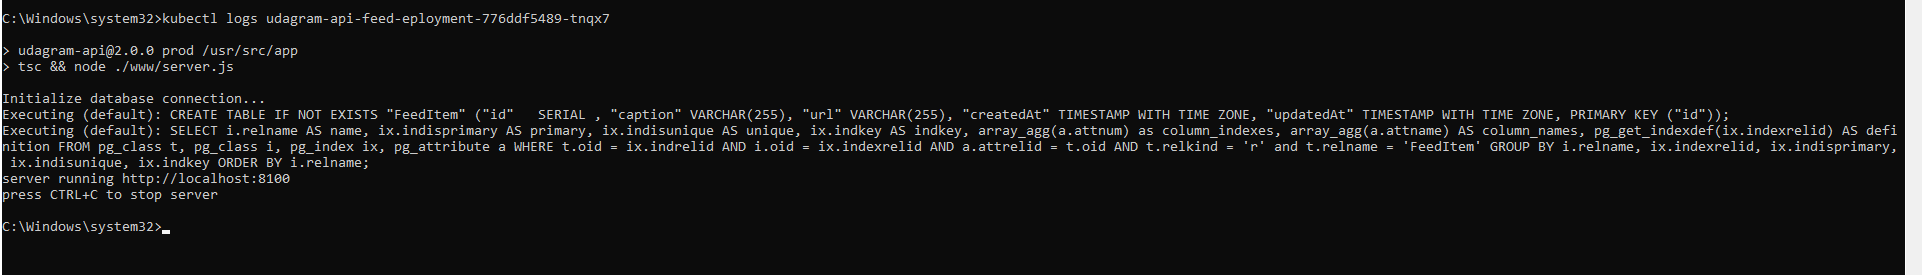 C:\Windows\system32>kubectl logs udagram-api-feed-eployment-776ddf5489-tnqx7
> udagram-api@2.0.0 prod /usr/src/app
> tsc && node ./www/server.js
Initialize database connection...
Executing (default): CREATE TABLE IF NOT EXISTS "FeedItem" ("id"   SERIAL , "caption" VARCHAR(255), "url" VARCHAR(255), "createdAt" TIMESTAMP WITH TIME ZONE, "updatedAt" TIMESTAMP WITH TIME ZONE, PRIMARY KEY ("id"));
Executing (default): SELECT i.relname AS name, ix.indisprimary AS primary, ix.indisunique AS unique, ix.indkey AS indkey, array_agg(a.attnum) as column_indexes, array_agg(a.attname) AS column_names, pg_get_indexdef(ix.indexrelid) AS defi
nition FROM pg_class t, pg_class i, pg_index ix, pg_attribute a WHERE t.oid = ix.indrelid AND i.oid = ix.indexrelid AND a.attrelid = t.oid AND t.relkind = 'r' and t.relname = 'FeedItem' GROUP BY i.relname, ix.indexrelid, ix.indisprimary,
 ix.indisunique, ix.indkey ORDER BY i.relname;
server running http://localhost:8100
press CTRL+C to stop server
C:\Windows\system32>